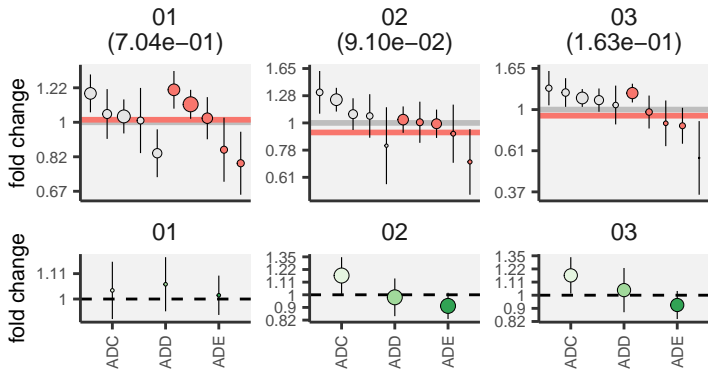 01
(7.04e−01)
02
(9.10e−02)
03
(1.63e−01)
fold change
1.22
1
0.82
0.67
1.65
1.28
1
0.78
0.61
1.65
1
0.61
0.37
01
02
03
fold change
1.11
1
1.35
1.22
1.11
1
0.9
0.82
1.35
1.22
1.11
1
0.9
0.82
ADC
ADD
ADE
ADC
ADD
ADE
ADC
ADD
ADE